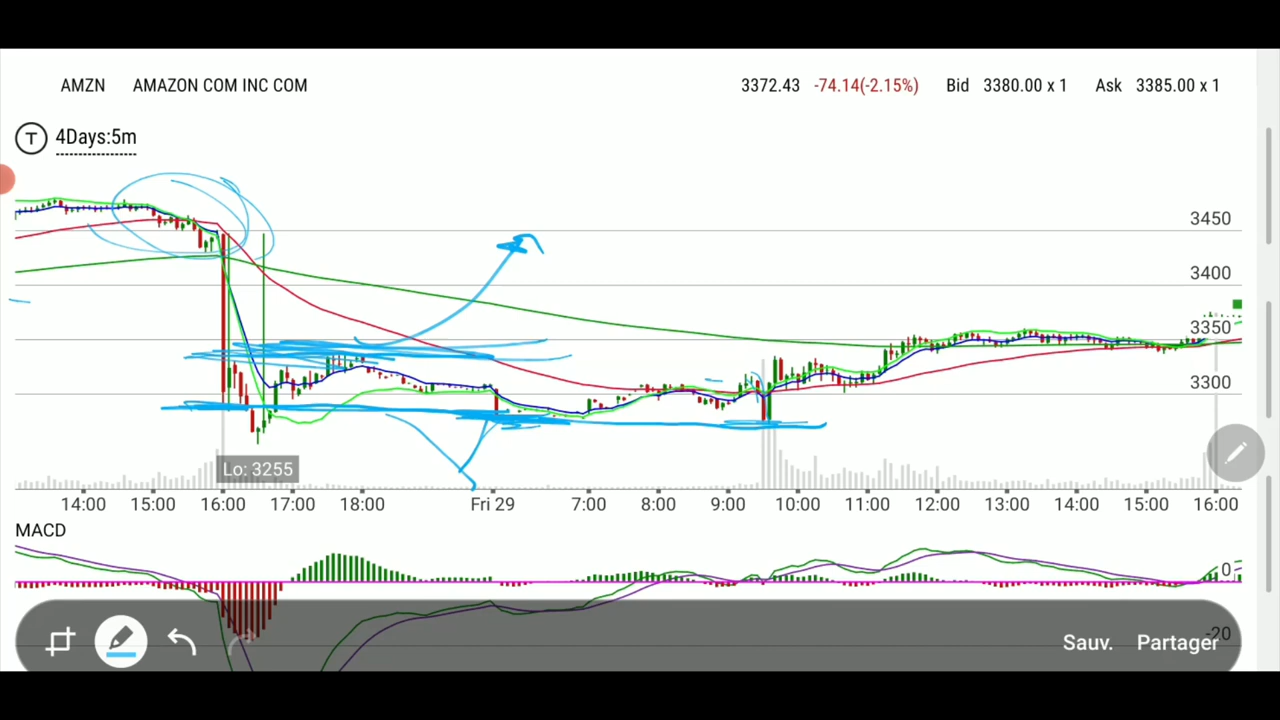 AMZN AMAZON COM INC COM 3372.43 -74.14(-2.15%) Bid 3380.00 x 1 Ask 3385.00 x 1
T 4Days:5m
3450
3400
3350
3300
Lo: 3255
14:00 15:00 16:00 17:00 18:00 Fri 29 7:00 8:00 9:00 10:00 11:00 12:00 13:00 14:00 15:00 16:00
MACD
0
-20
Sauv. Partager